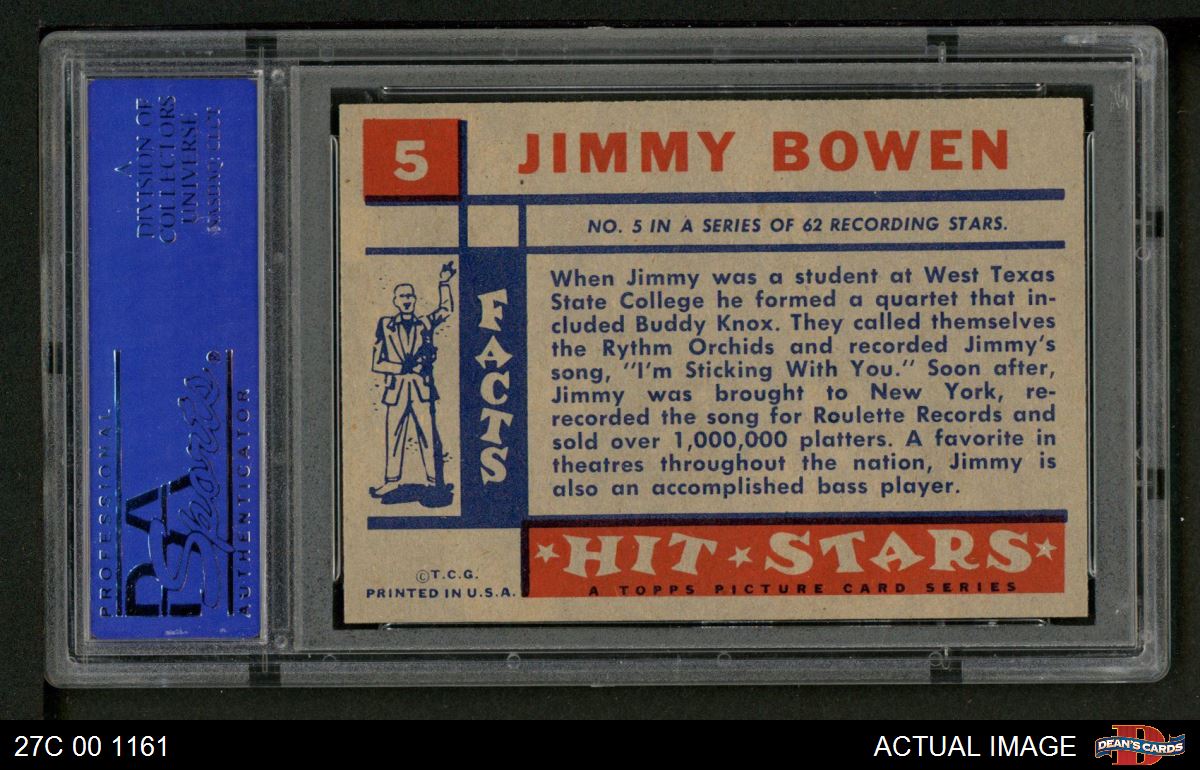 A
DIVISION OF
COLLECTORS
UNIVERSE
NASDAQ: CLCT
PROFESSIONAL
PSA
Sports®
AUTHENTICATOR
5
JIMMY BOWEN
NO. 5 IN A SERIES OF 62 RECORDING STARS.
FACTS
When Jimmy was a student at West Texas
State College he formed a quartet that in-
cluded Buddy Knox. They called themselves
the Rythm Orchids and recorded Jimmy's
song, "I'm Sticking With You." Soon after,
Jimmy was brought to New York, re-
recorded the song for Roulette Records and
sold over 1,000,000 platters. A favorite in
theatres throughout the nation, Jimmy is
also an accomplished bass player.
©T.C.G.
PRINTED IN U.S.A.
HIT STARS
A TOPPS PICTURE CARD SERIES
27C 00 1161
ACTUAL IMAGE
D
DEAN'S CARDS